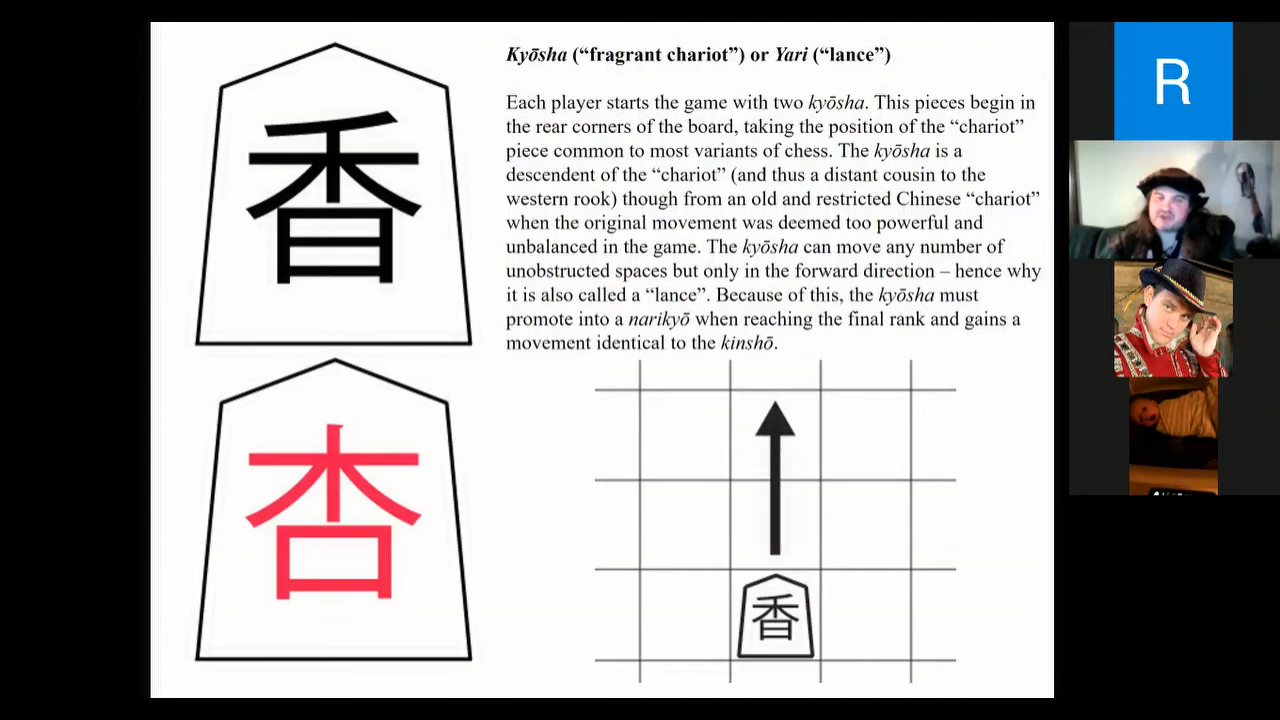 Kyōsha (“fragrant chariot”) or Yari (“lance”)
Each player starts the game with two kyōsha. This pieces begin in
the rear corners of the board, taking the position of the “chariot”
piece common to most variants of chess. The kyōsha is a
descendent of the “chariot” (and thus a distant cousin to the
western rook) though from an old and restricted Chinese “chariot”
when the original movement was deemed too powerful and
unbalanced in the game. The kyōsha can move any number of
unobstructed spaces but only in the forward direction – hence why
it is also called a “lance”. Because of this, the kyōsha must
promote into a narikyō when reaching the final rank and gains a
movement identical to the kinshō.
香
杏
香
R